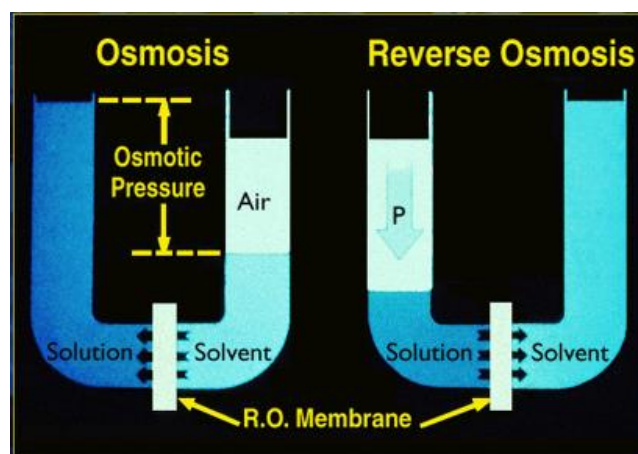 Osmosis
Reverse Osmosis
Osmotic
Pressure
Air
P
Solution
Solvent
Solution
Solvent
R.O. Membrane